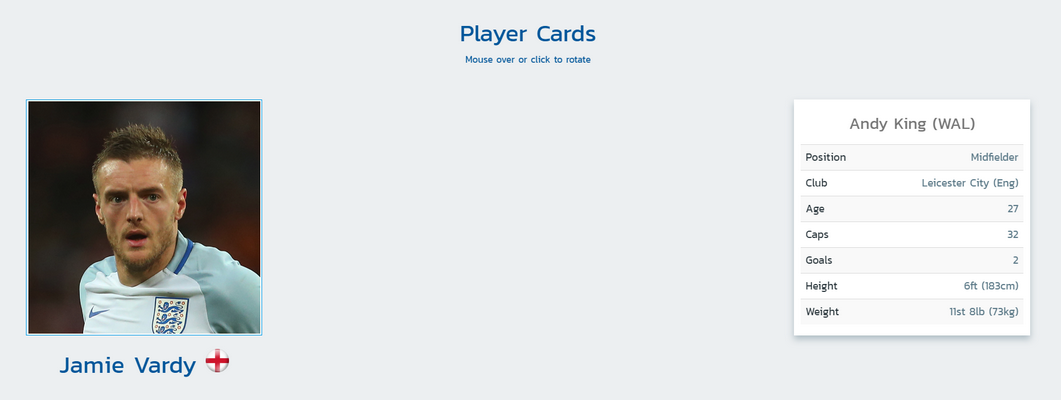 Player Cards
Mouse over or click to rotate
Jamie Vardy
Andy King (WAL)
Position Midfielder
Club Leicester City (Eng)
Age 27
Caps 32
Goals 2
Height 6ft (183cm)
Weight 11st 8lb (73kg)